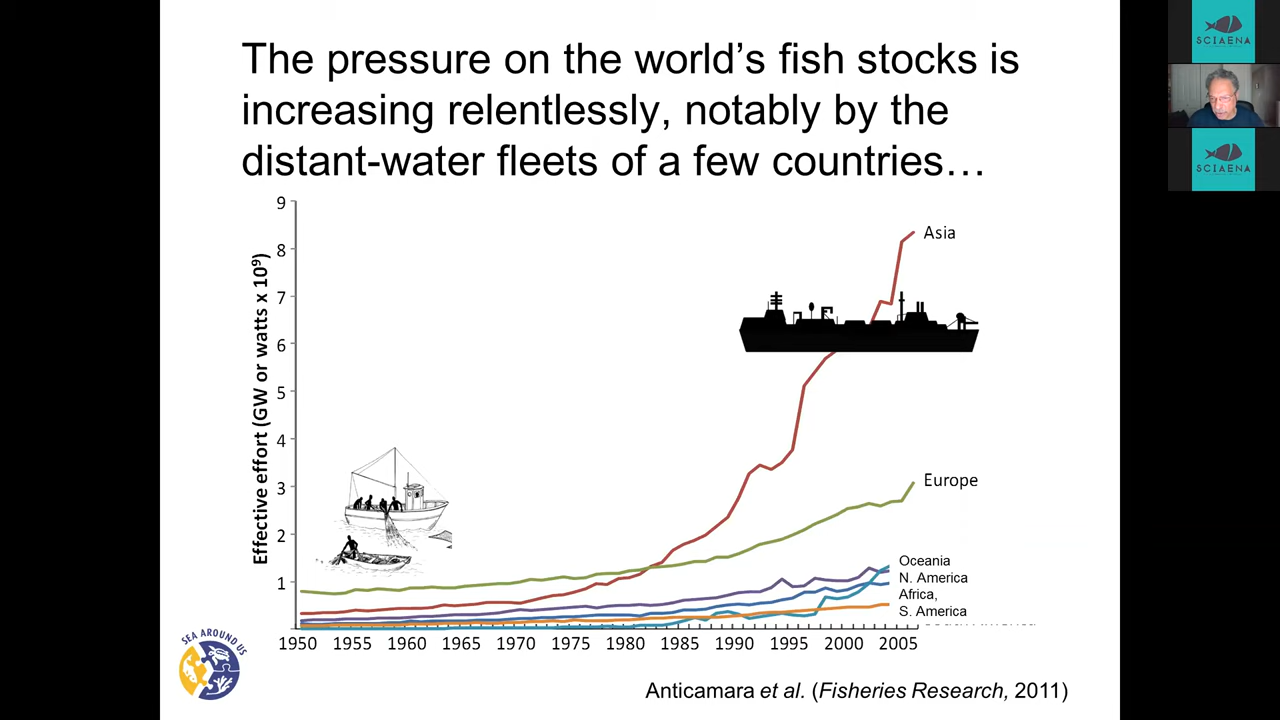 The pressure on the world's fish stocks is
increasing relentlessly, notably by the
distant-water fleets of a few countries…
SCIAENA
SCIAENA
Effective effort (GW or watts x 10⁹)
9
8
7
6
5
4
3
2
1
Asia
Europe
Oceania
N. America
Africa,
S. America
1950 1955 1960 1965 1970 1975 1980 1985 1990 1995 2000 2005
SEA AROUND US
Anticamara et al. (Fisheries Research, 2011)